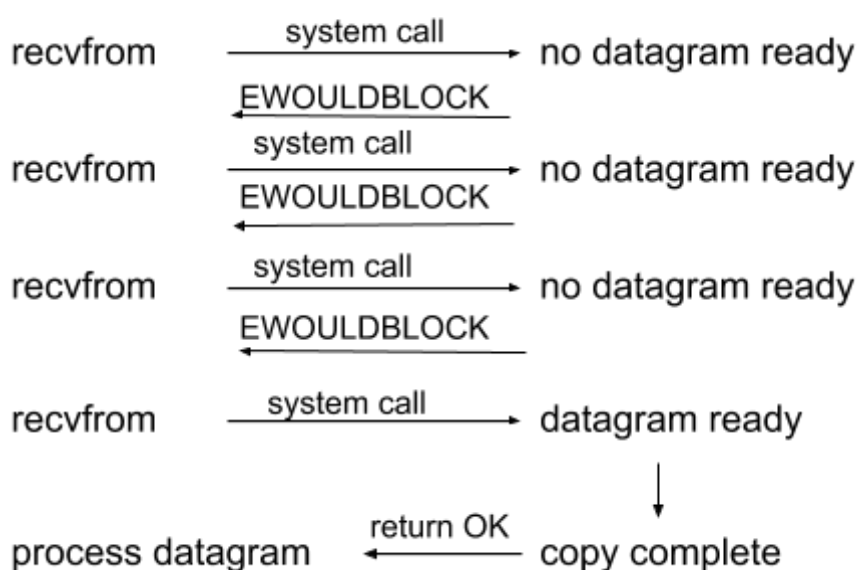 system call
recvfrom no datagram ready
EWOULDBLOCK
system call
recvfrom no datagram ready
EWOULDBLOCK
system call
recvfrom no datagram ready
EWOULDBLOCK
system call
recvfrom datagram ready
return OK
process datagram copy complete